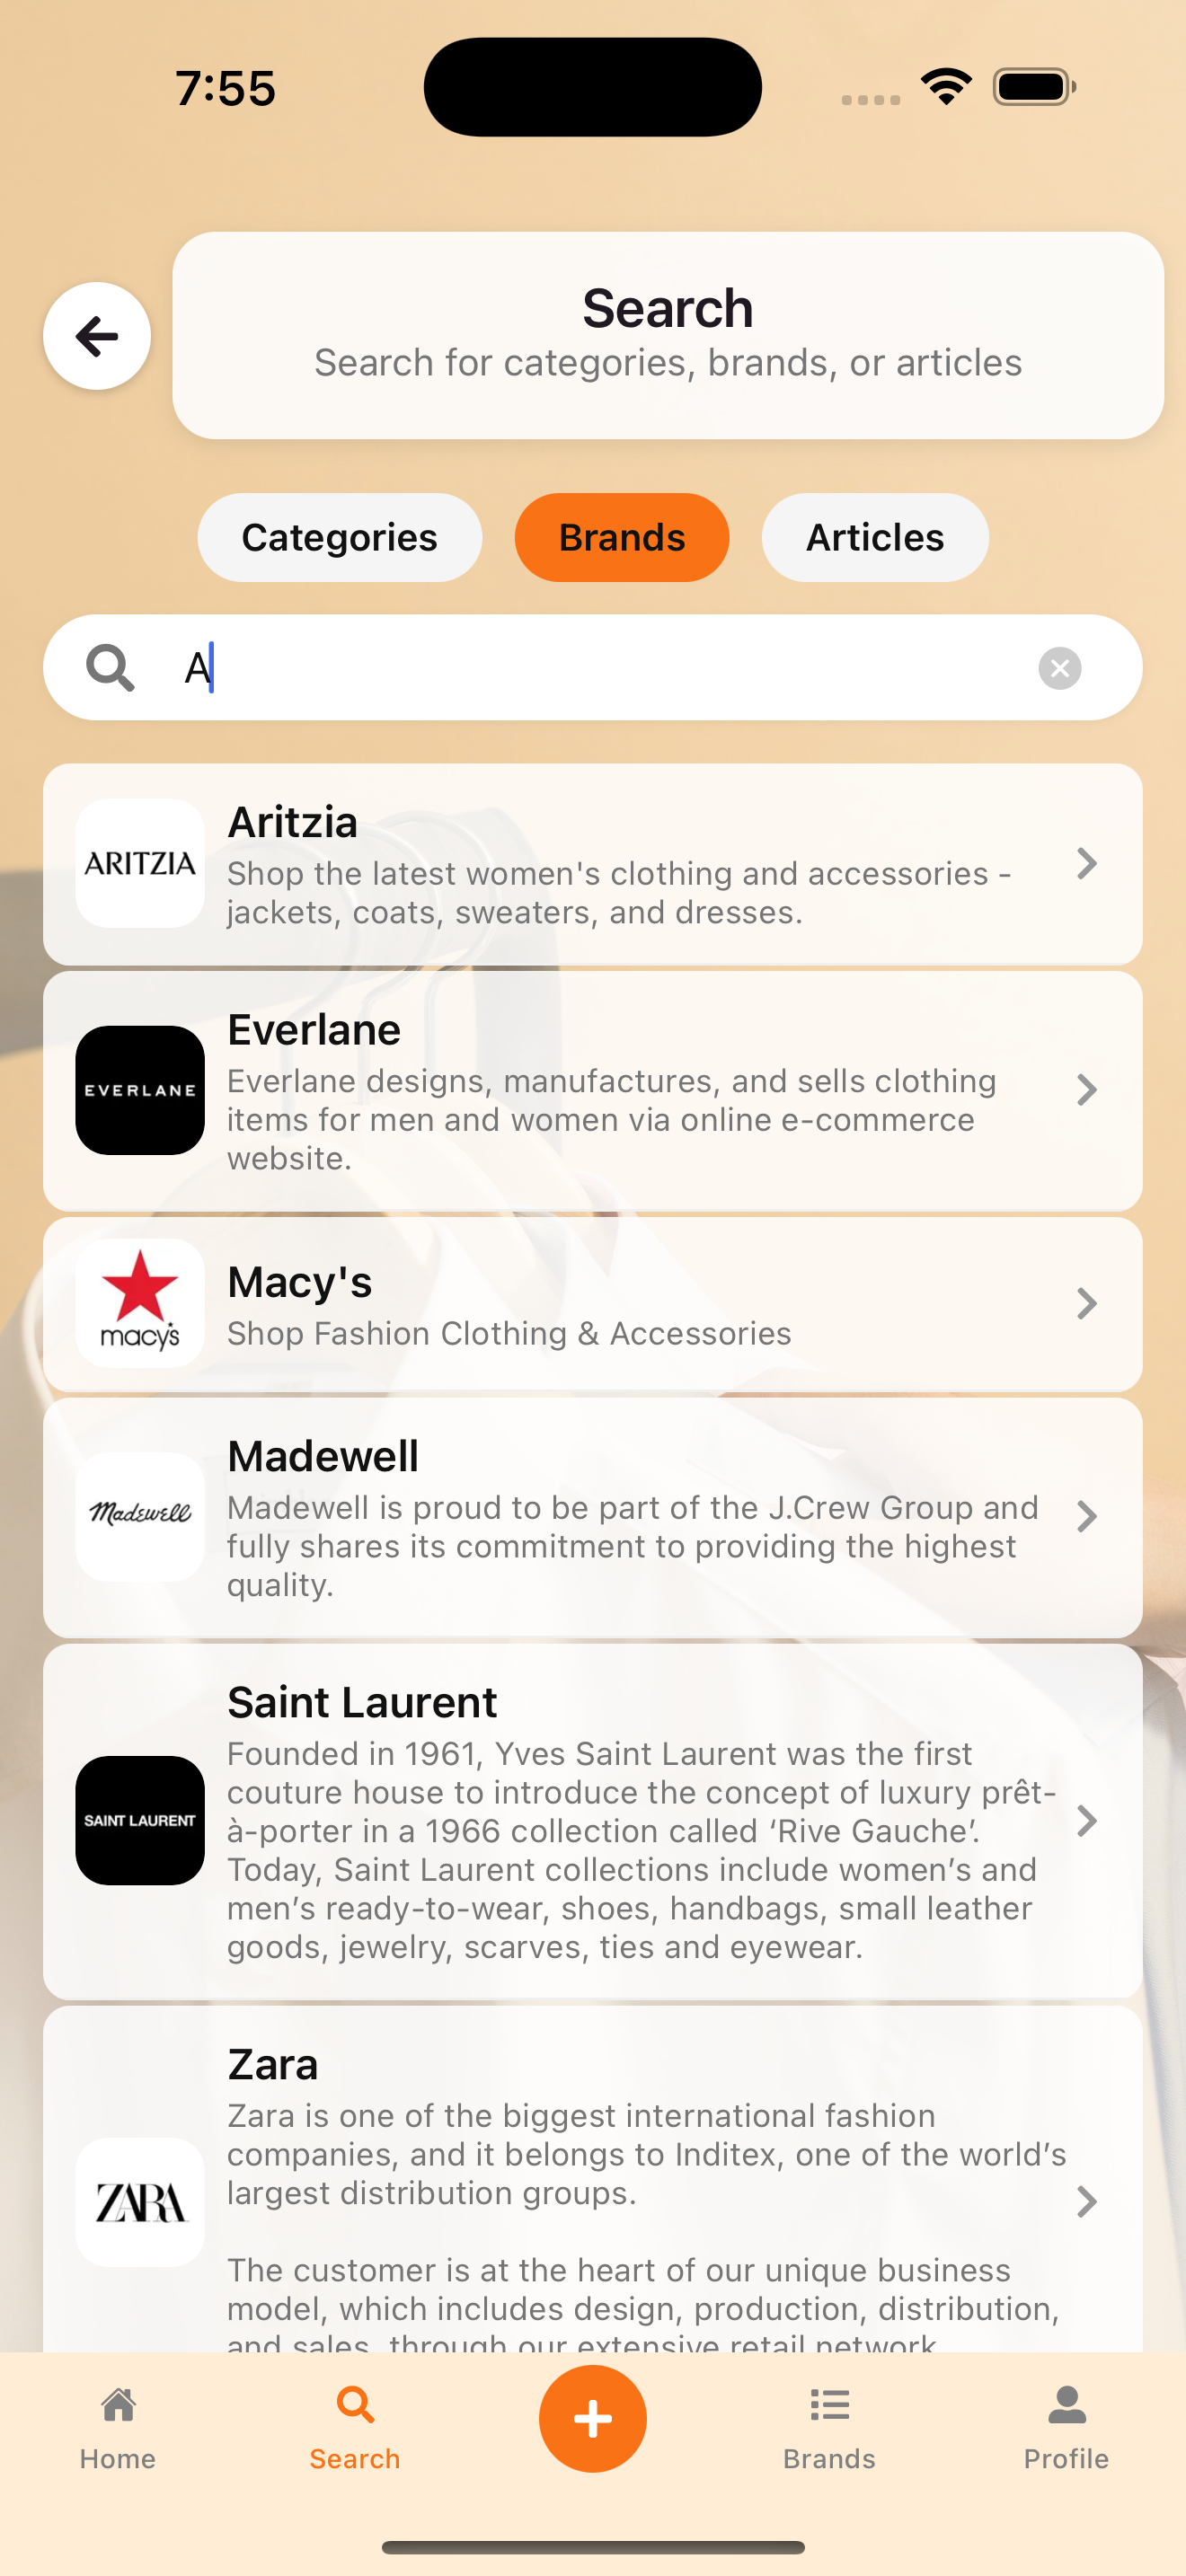 7:55
Search
Search for categories, brands, or articles
Categories
Brands
Articles
A
ARITZIA
Aritzia
Shop the latest women's clothing and accessories -
jackets, coats, sweaters, and dresses.
EVERLANE
Everlane
Everlane designs, manufactures, and sells clothing
items for men and women via online e-commerce
website.
macy's
Macy's
Shop Fashion Clothing & Accessories
Madewell
Madewell
Madewell is proud to be part of the J.Crew Group and
fully shares its commitment to providing the highest
quality.
SAINT LAURENT
Saint Laurent
Founded in 1961, Yves Saint Laurent was the first
couture house to introduce the concept of luxury prêt-
à-porter in a 1966 collection called ‘Rive Gauche’.
Today, Saint Laurent collections include women’s and
men’s ready-to-wear, shoes, handbags, small leather
goods, jewelry, scarves, ties and eyewear.
ZARA
Zara
Zara is one of the biggest international fashion
companies, and it belongs to Inditex, one of the world’s
largest distribution groups.
The customer is at the heart of our unique business
model, which includes design, production, distribution,
and sales, through our extensive retail network.
Home
Search
Brands
Profile